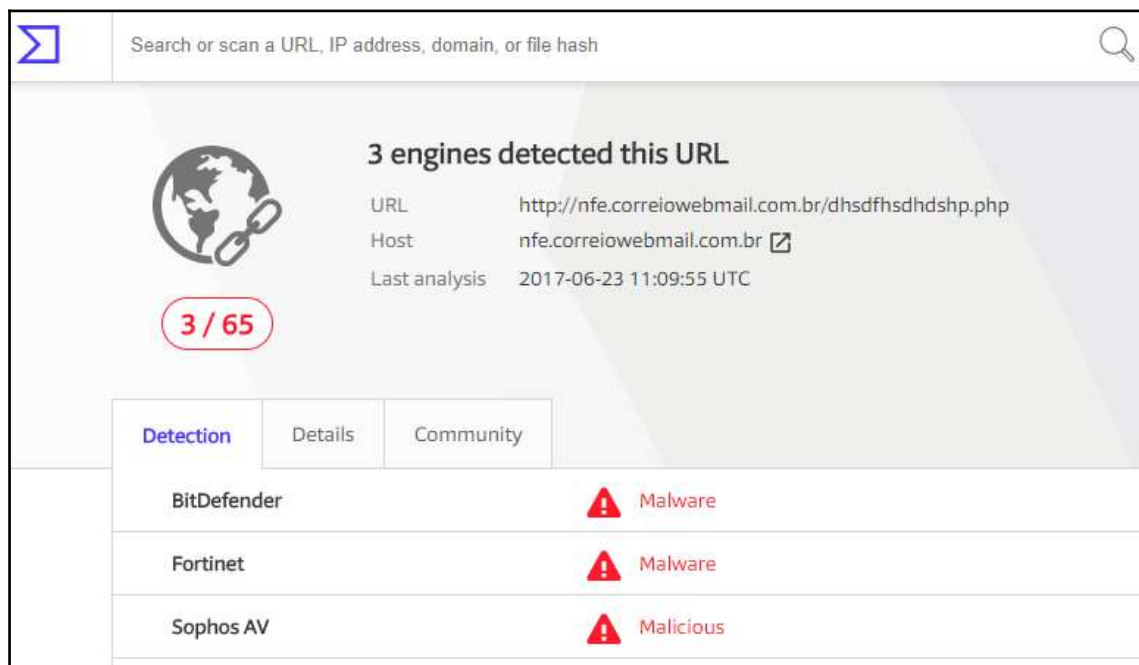 Search or scan a URL, IP address, domain, or file hash
3 engines detected this URL
URL http://nfe.correiowebmail.com.br/dhsdfhsdhdshp.php
Host nfe.correiowebmail.com.br
Last analysis 2017-06-23 11:09:55 UTC
3 / 65
Detection Details Community
BitDefender Malware
Fortinet Malware
Sophos AV Malicious